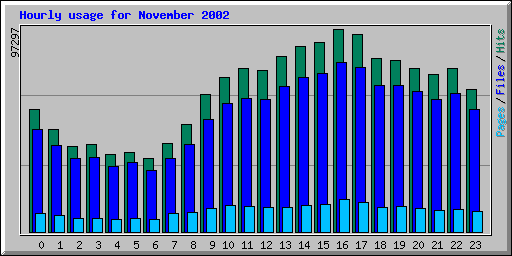 Hourly usage for November 2002
97297
Pages / Files / Hits
0 1 2 3 4 5 6 7 8 9 10 11 12 13 14 15 16 17 18 19 20 21 22 23